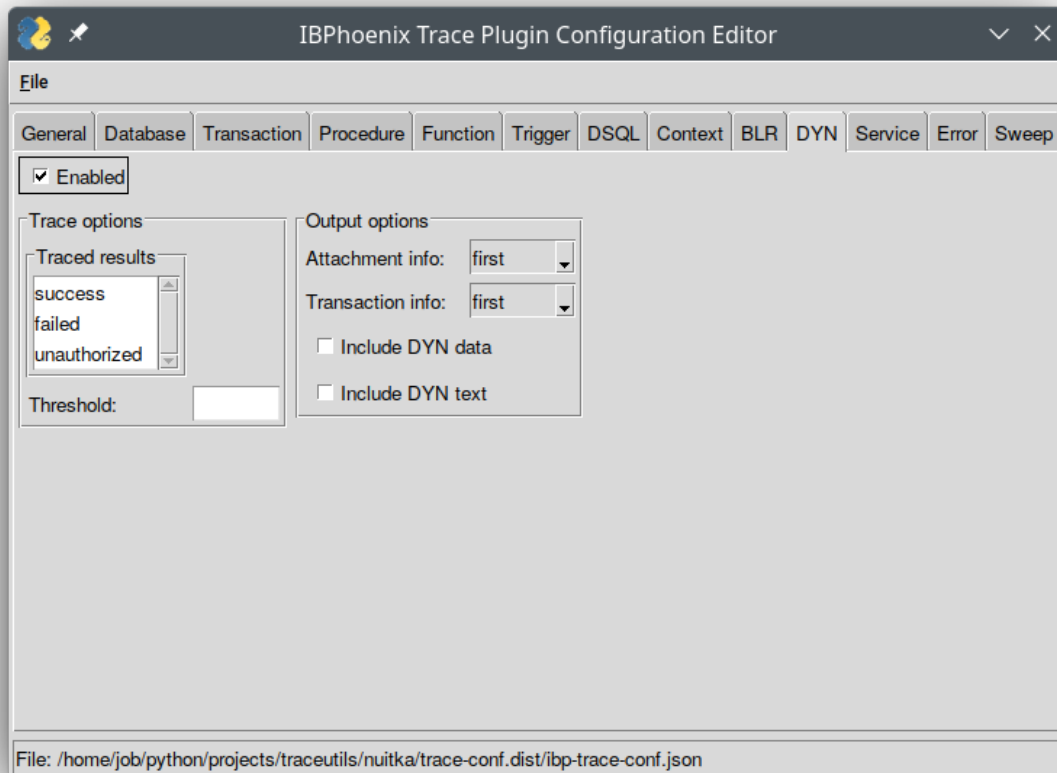 IBPhoenix Trace Plugin Configuration Editor
File
General Database Transaction Procedure Function Trigger DSQL Context BLR DYN Service Error Sweep
Enabled
Trace options
Traced results
success
failed
unauthorized
Threshold:
Output options
Attachment info: first
Transaction info: first
Include DYN data
Include DYN text
File: /home/job/python/projects/traceutils/nuitka/trace-conf.dist/ibp-trace-conf.json